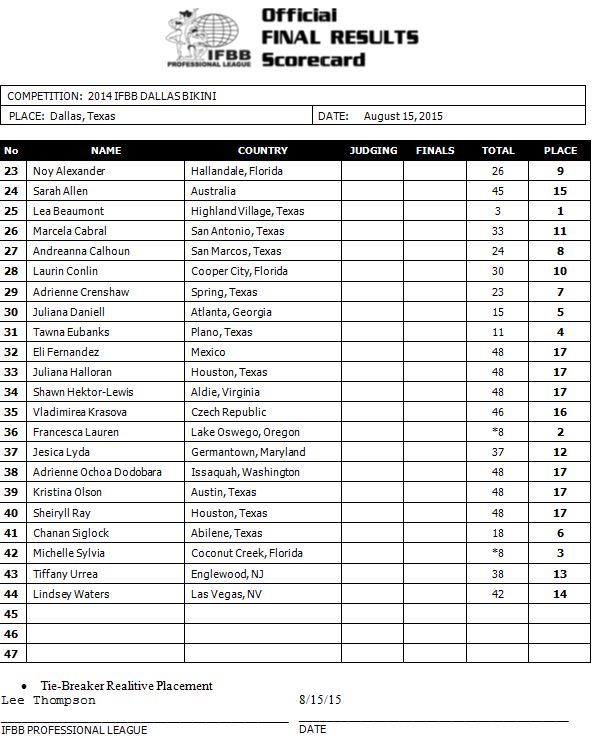 Official
FINAL RESULTS
Scorecard
IFBB
PROFESSIONAL LEAGUE
COMPETITION: 2014 IFBB DALLAS BIKINI
PLACE: Dallas, Texas DATE: August 15, 2015
No NAME COUNTRY JUDGING FINALS TOTAL PLACE
23 Noy Alexander Hallandale, Florida 26 9
24 Sarah Allen Australia 45 15
25 Lea Beaumont Highland Village, Texas 3 1
26 Marcela Cabral San Antonio, Texas 33 11
27 Andreanna Calhoun San Marcos, Texas 24 8
28 Laurin Conlin Cooper City, Florida 30 10
29 Adrienne Crenshaw Spring, Texas 23 7
30 Juliana Daniell Atlanta, Georgia 15 5
31 Tawna Eubanks Plano, Texas 11 4
32 Eli Fernandez Mexico 48 17
33 Juliana Halloran Houston, Texas 48 17
34 Shawn Hektor-Lewis Aldie, Virginia 48 17
35 Vladimirea Krasova Czech Republic 46 16
36 Francesca Lauren Lake Oswego, Oregon *8 2
37 Jesica Lyda Germantown, Maryland 37 12
38 Adrienne Ochoa Dodobara Issaquah, Washington 48 17
39 Kristina Olson Austin, Texas 48 17
40 Sheiryll Ray Houston, Texas 48 17
41 Chanan Siglock Abilene, Texas 18 6
42 Michelle Sylvia Coconut Creek, Florida *8 3
43 Tiffany Urrea Englewood, NJ 38 13
44 Lindsey Waters Las Vegas, NV 42 14
45
46
47
• Tie-Breaker Realitive Placement
Lee Thompson 8/15/15
IFBB PROFESSIONAL LEAGUE DATE